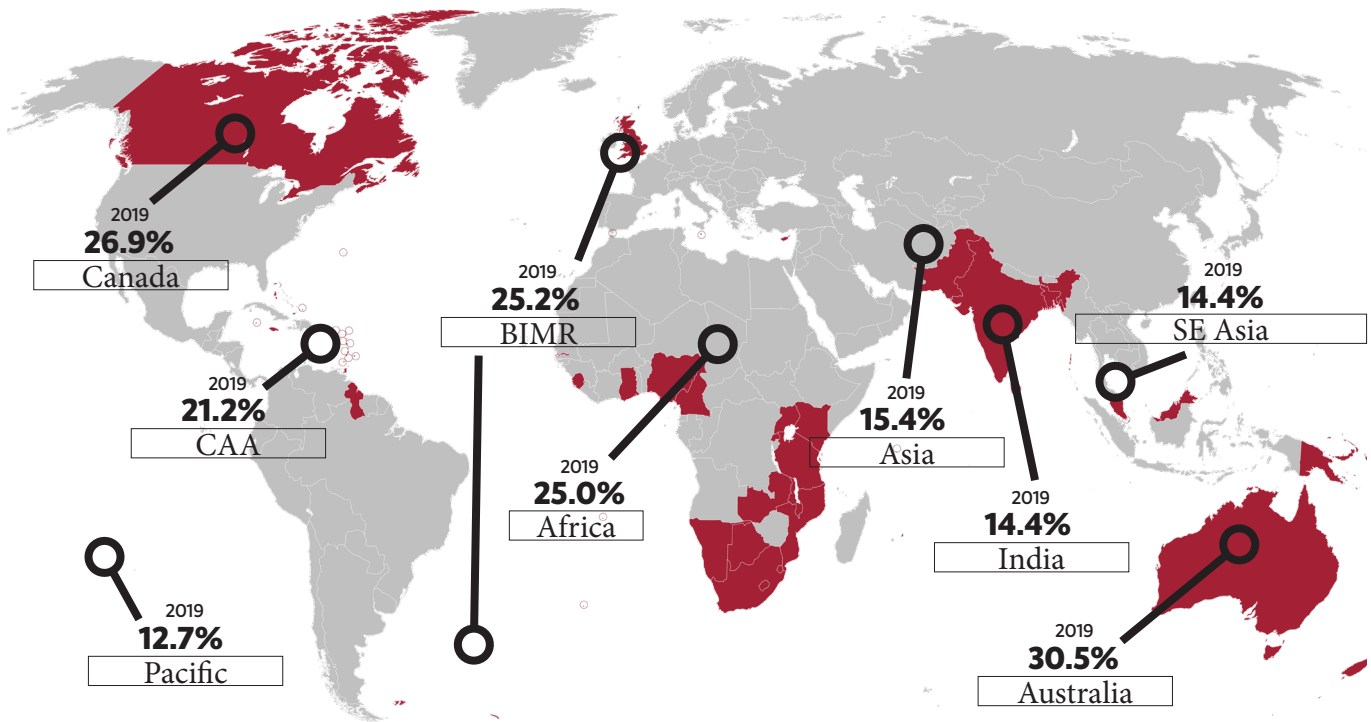 2019
26.9%
Canada
2019
21.2%
CAA
2019
12.7%
Pacific
2019
25.2%
BIMR
2019
25.0%
Africa
2019
15.4%
Asia
2019
14.4%
India
2019
14.4%
SE Asia
2019
30.5%
Australia